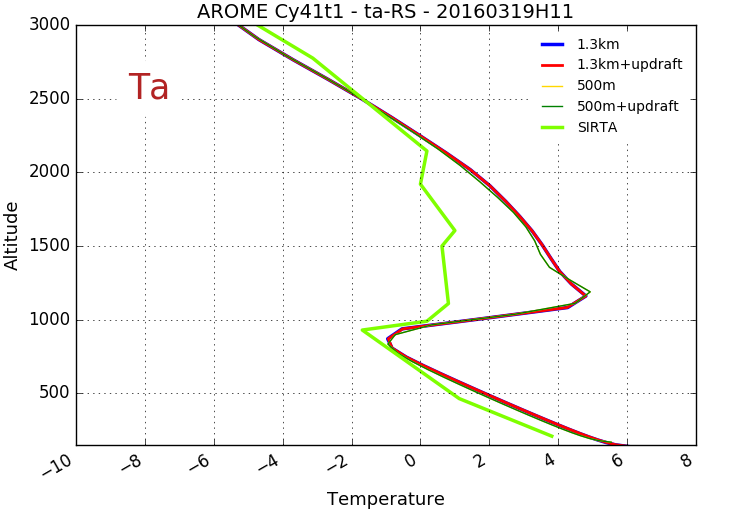 AROME Cy41t1 - ta-RS - 20160319H11
3000
2500
2000
1500
1000
500
Altitude
Ta
1.3km
1.3km+updraft
500m
500m+updraft
SIRTA
−10
−8
−6
−4
−2
0
2
4
6
8
Temperature